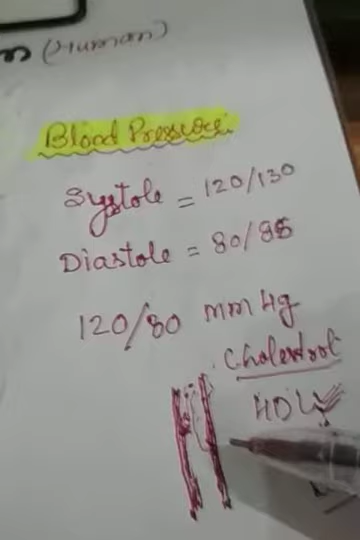 (Human)
Blood Pressure:
Systole = 120/130
Diastole = 80/85
120/80 mm Hg
Cholestrol
HDL